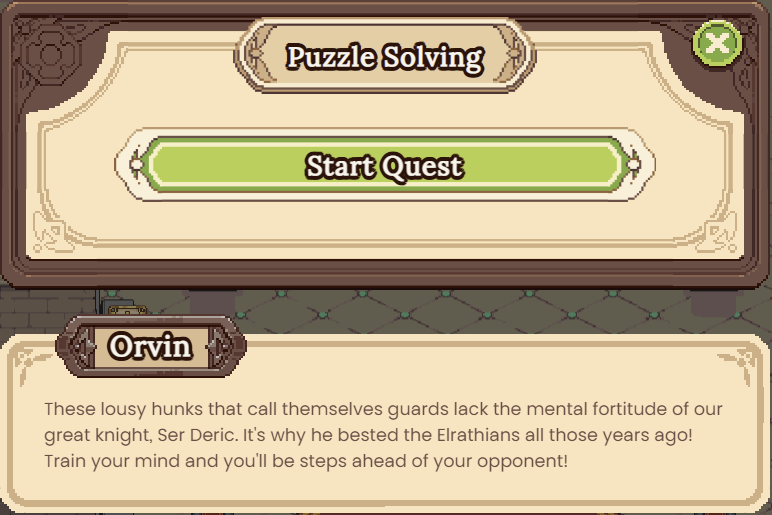 Puzzle Solving
Start Quest
Orvin
These lousy hunks that call themselves guards lack the mental fortitude of our
great knight, Ser Deric. It's why he bested the Elrathians all those years ago!
Train your mind and you'll be steps ahead of your opponent!